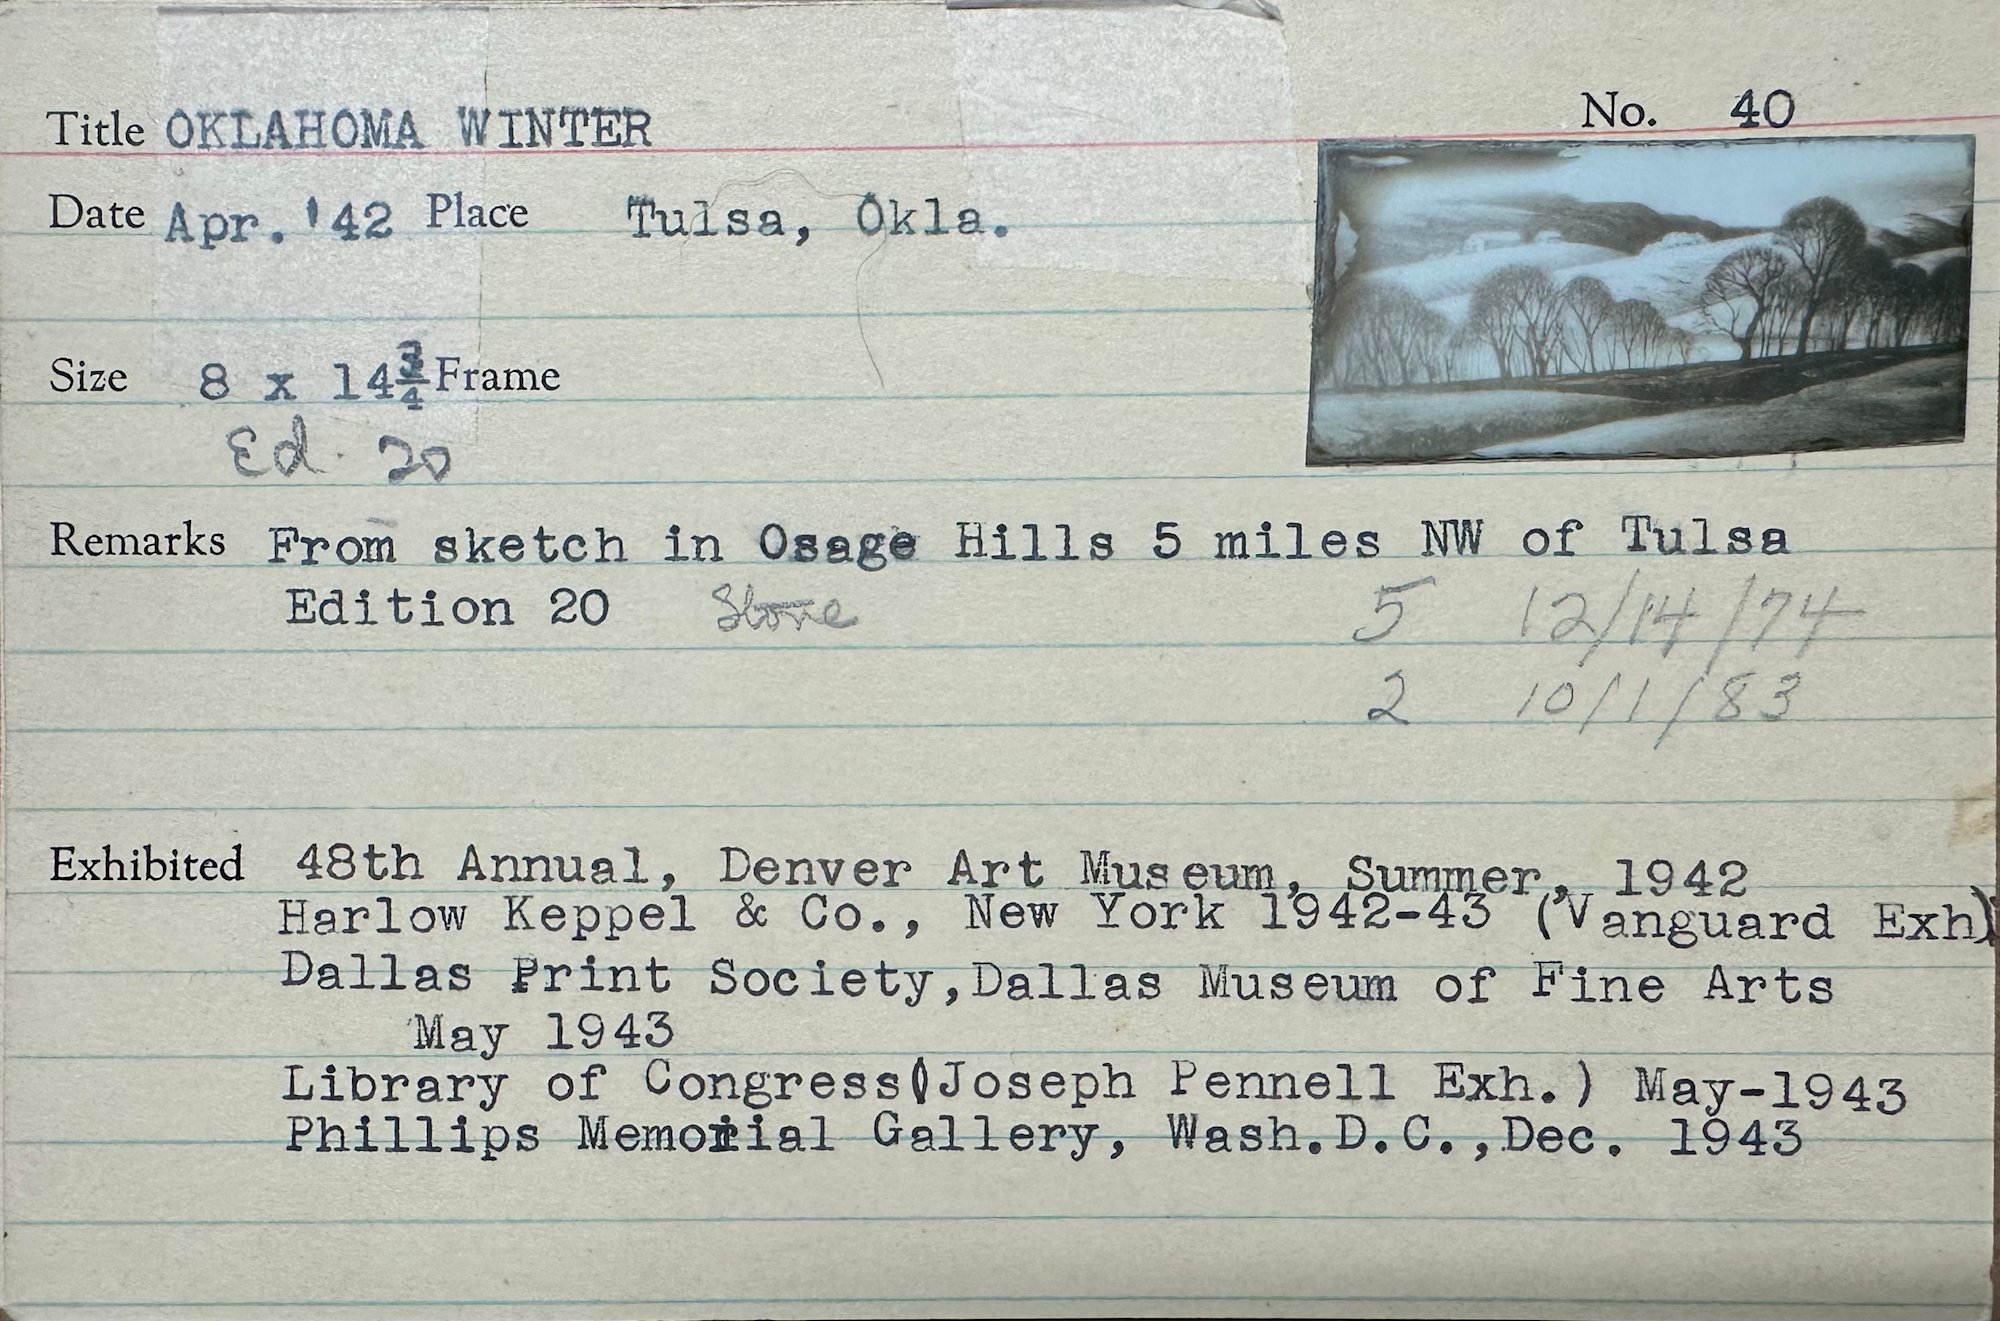 Title OKLAHOMA WINTER No. 40
Date Apr. '42 Place Tulsa, Okla.
Size 8 x 14 3/4 Frame
Ed. 20
Remarks From sketch in Osage Hills 5 miles NW of Tulsa
Edition 20 Stone 5 12/14/74
2 10/1/83
Exhibited 48th Annual, Denver Art Museum, Summer, 1942
Harlow Keppel & Co., New York 1942-43 (Vanguard Exh)
Dallas Print Society,Dallas Museum of Fine Arts
May 1943
Library of Congress(Joseph Pennell Exh.) May-1943
Phillips Memorial Gallery, Wash.D.C.,Dec. 1943